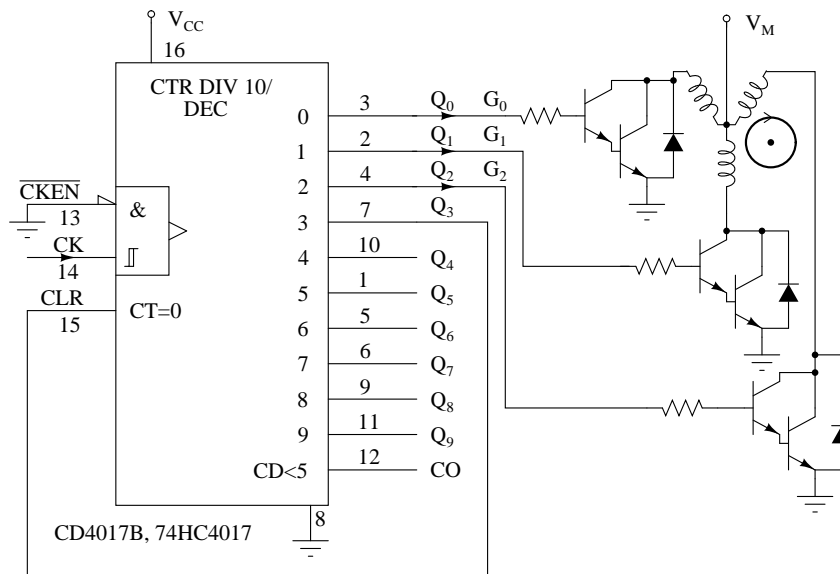 V_CC
V_M
16
CTR DIV 10/
DEC
0 3 Q_0 G_0
1 2 Q_1 G_1
2 4 Q_2 G_2
3 7 Q_3
4 10 Q_4
5 1 Q_5
6 5 Q_6
7 6 Q_7
8 9 Q_8
9 11 Q_9
CD<5 12 CO
CKEN
13
&
CK
14
CLR
15
CT=0
8
CD4017B, 74HC4017